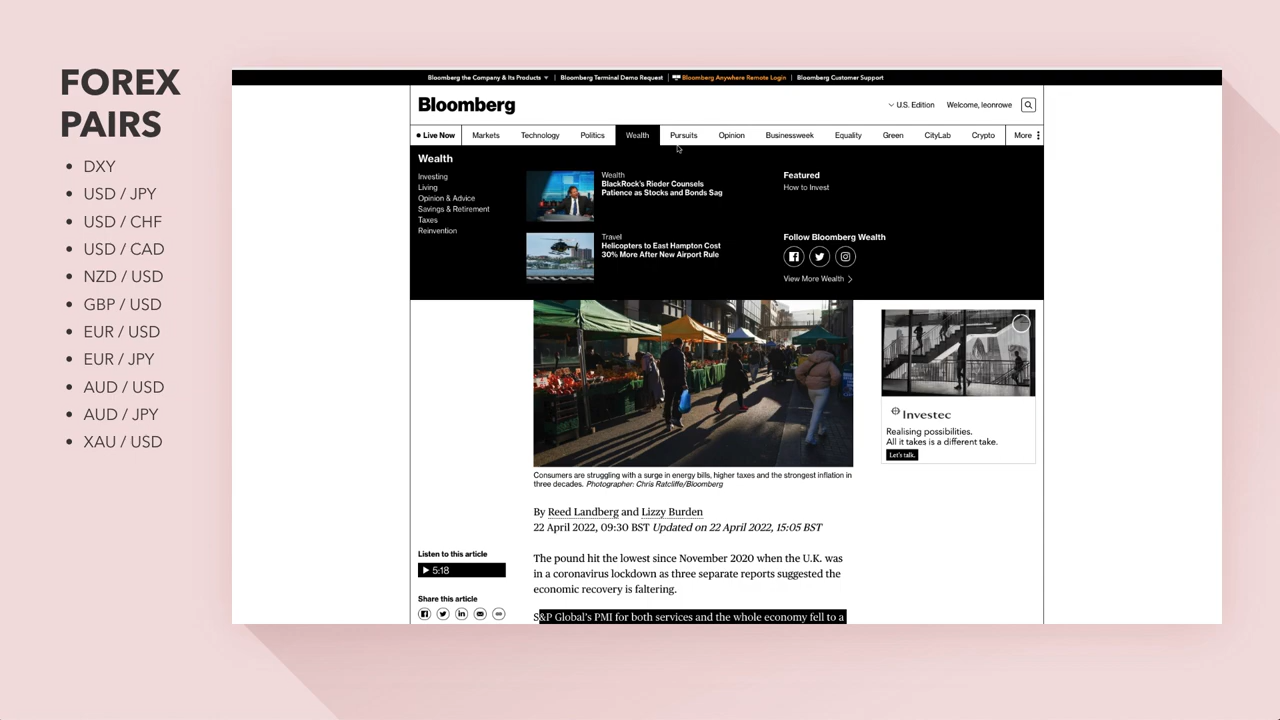 FOREX
PAIRS
• DXY
• USD / JPY
• USD / CHF
• USD / CAD
• NZD / USD
• GBP / USD
• EUR / USD
• EUR / JPY
• AUD / USD
• AUD / JPY
• XAU / USD
Bloomberg the Company & Its Products | Bloomberg Terminal Demo Request | Bloomberg Anywhere Remote Login | Bloomberg Customer Support
Bloomberg
U.S. Edition Welcome, leonrowe
• Live Now Markets Technology Politics Wealth Pursuits Opinion Businessweek Equality Green CityLab Crypto More
Wealth
Investing
Living
Opinion & Advice
Savings & Retirement
Taxes
Reinvention
Wealth
BlackRock's Rieder Counsels
Patience as Stocks and Bonds Sag
Travel
Helicopters to East Hampton Cost
30% More After New Airport Rule
Featured
How to Invest
Follow Bloomberg Wealth
View More Wealth
Consumers are struggling with a surge in energy bills, higher taxes and the strongest inflation in
three decades. Photographer: Chris Ratcliffe/Bloomberg
By Reed Landberg and Lizzy Burden
22 April 2022, 09:30 BST Updated on 22 April 2022, 15:05 BST
Listen to this article
5:18
Share this article
The pound hit the lowest since November 2020 when the U.K. was
in a coronavirus lockdown as three separate reports suggested the
economic recovery is faltering.
S&P Global's PMI for both services and the whole economy fell to a
Investec
Realising possibilities.
All it takes is a different take.
Let's talk.